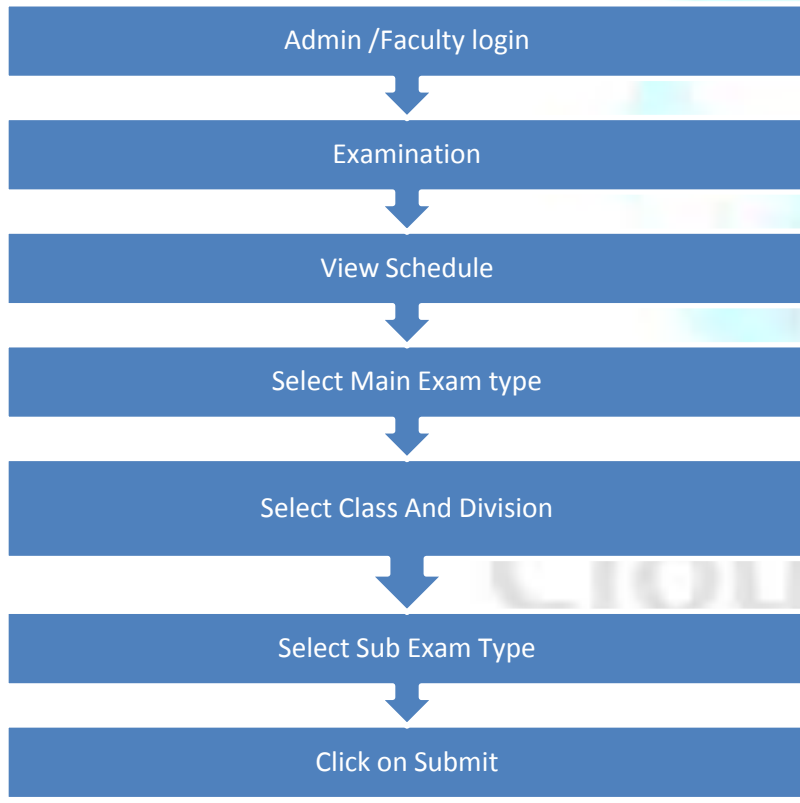 Admin /Faculty login
Examination
View Schedule
Select Main Exam type
Select Class And Division
Select Sub Exam Type
Click on Submit